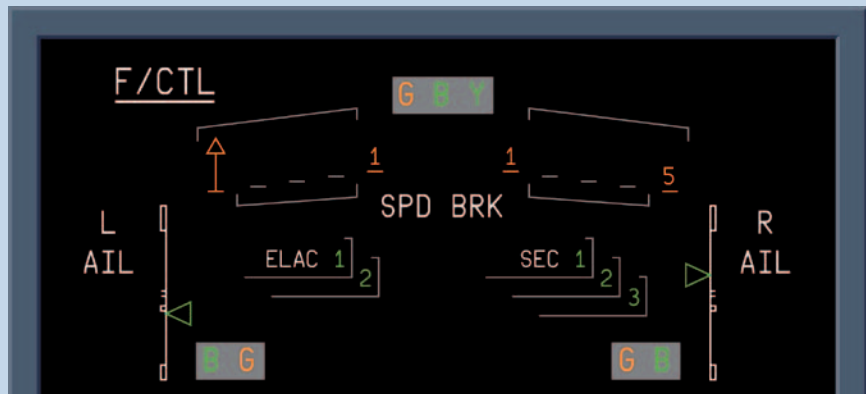 F/CTL
G B Y
1 1 5
SPD BRK
L R
AIL AIL
ELAC 1 SEC 1
2 2
3
B G G B